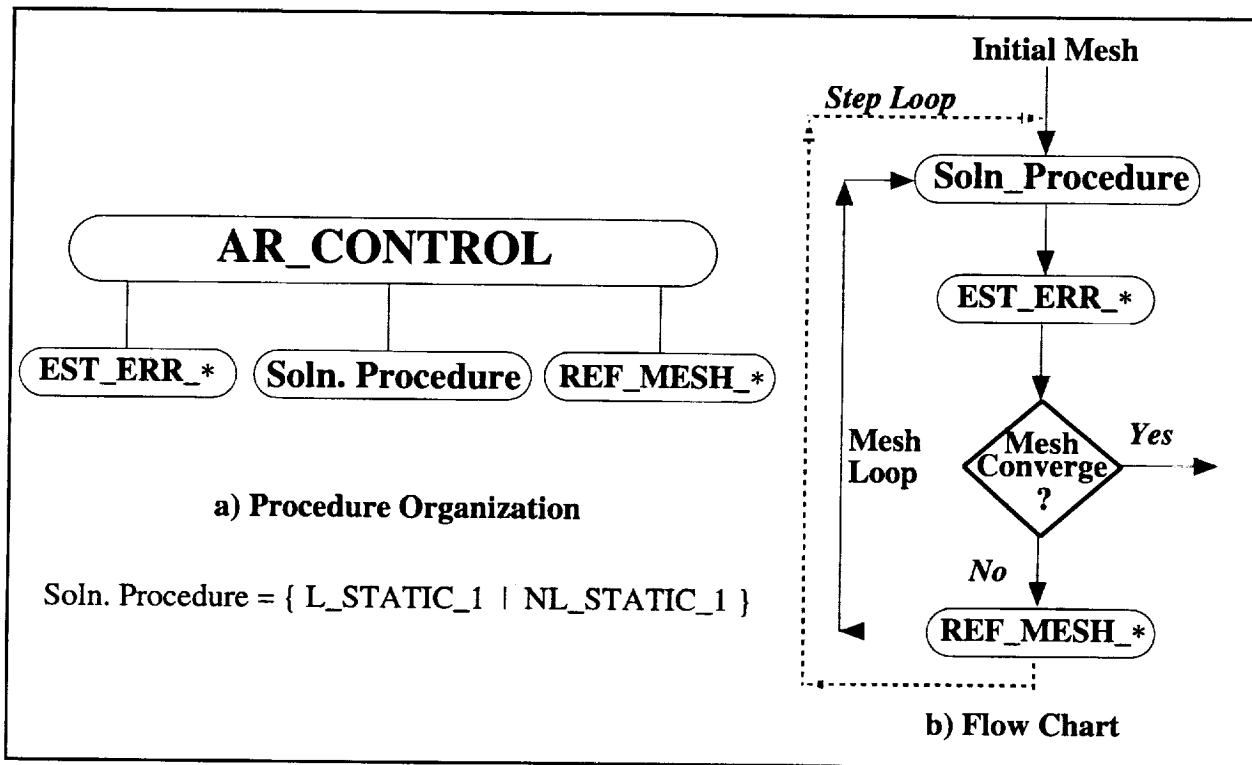 AR_CONTROL
EST_ERR_*
Soln. Procedure
REF_MESH_*
a) Procedure Organization
Soln. Procedure = { L_STATIC_1 | NL_STATIC_1 }
Initial Mesh
Step Loop
Soln_Procedure
EST_ERR_*
Mesh
Converge
?
Yes
Mesh
Loop
No
REF_MESH_*
b) Flow Chart